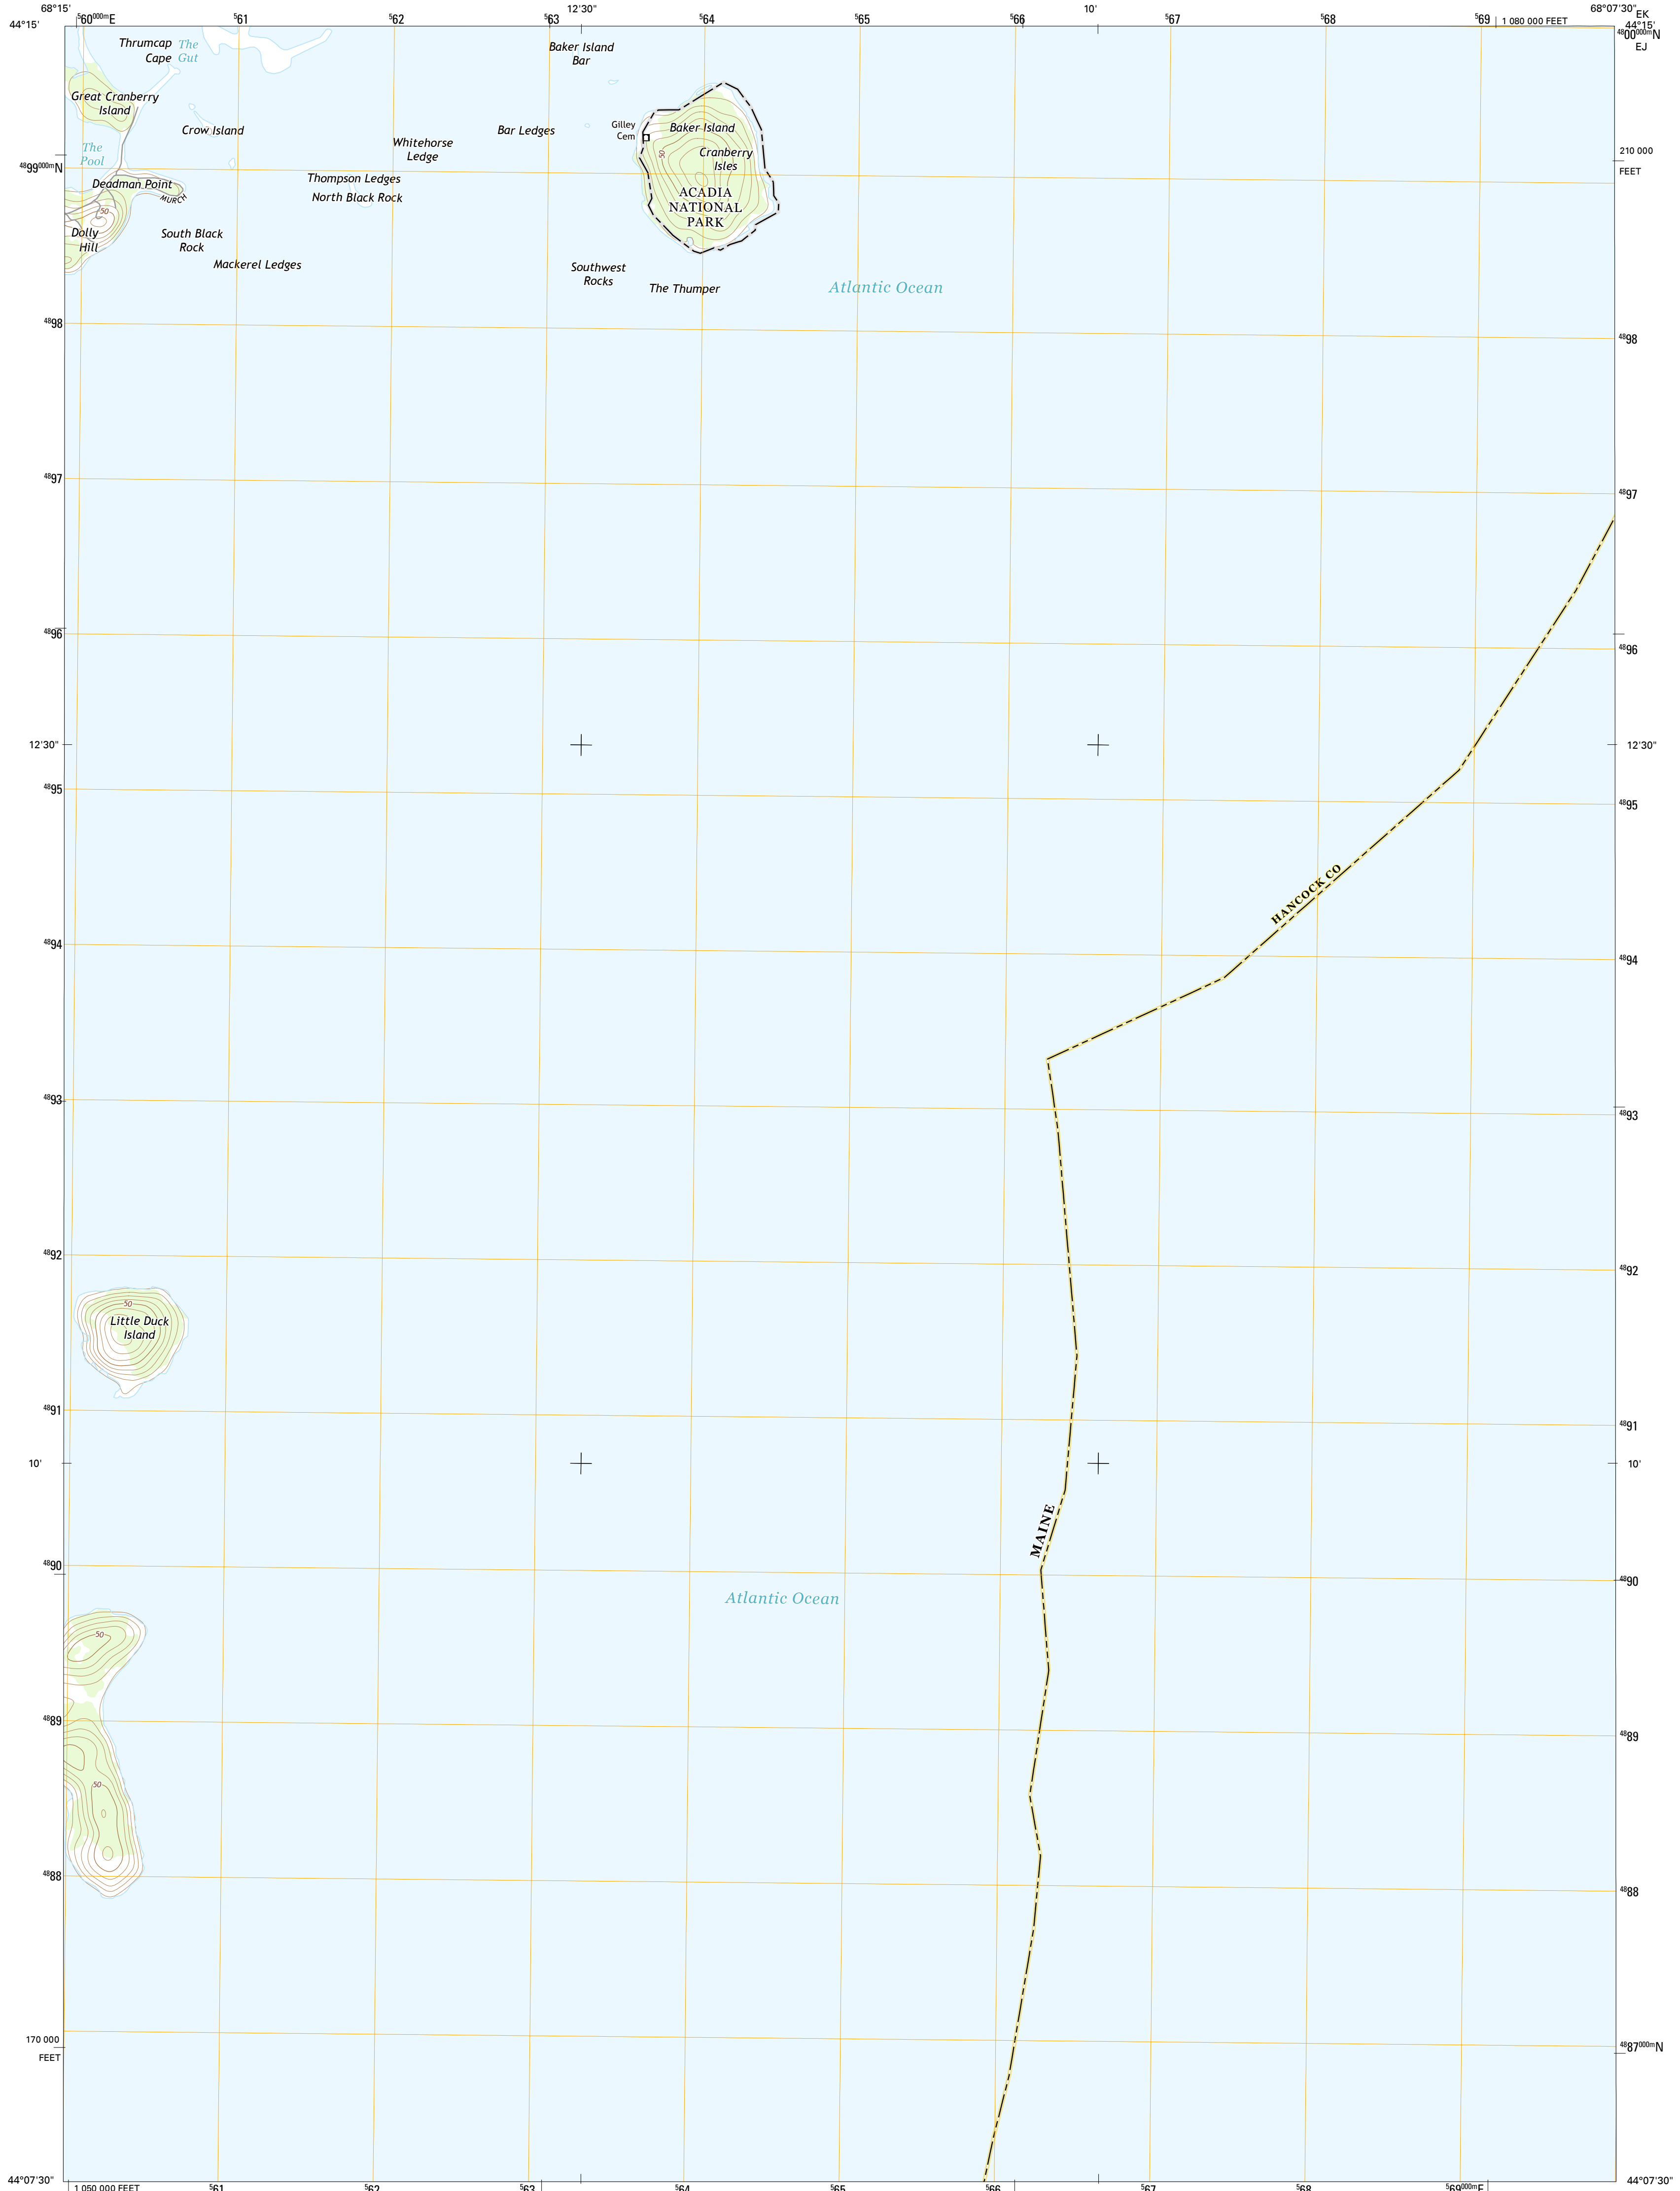 68°15'
⁵60⁰⁰⁰ᵐE
⁵61
⁵62
⁵63
12'30"
⁵64
⁵65
⁵66
10'
⁵67
⁵68
⁵69
1 080 000 FEET
68°07'30"
EK
44°15'
44°15'
⁴⁹00⁰⁰⁰ᵐN
EJ
Thrumcap
Cape
The
Gut
Baker Island
Bar
Great Cranberry
Island
Crow Island
Bar Ledges
Gilley
Cem
Baker Island
50
Cranberry
Isles
Whitehorse
Ledge
The
Pool
210 000
FEET
⁴⁸99⁰⁰⁰ᵐN
Deadman Point
MURCH
Thompson Ledges
North Black Rock
ACADIA
NATIONAL
PARK
50
Dolly
Hill
South Black
Rock
Mackerel Ledges
Southwest
Rocks
The Thumper
Atlantic Ocean
⁴⁸98
⁴⁸98
⁴⁸97
⁴⁸97
⁴⁸96
⁴⁸96
12'30"
12'30"
⁴⁸95
⁴⁸95
HANCOCK CO
⁴⁸94
⁴⁸94
⁴⁸93
⁴⁸93
⁴⁸92
⁴⁸92
50
Little Duck
Island
⁴⁸91
⁴⁸91
10'
10'
MAINE
⁴⁸90
⁴⁸90
Atlantic Ocean
50
⁴⁸89
⁴⁸89
50
⁴⁸88
⁴⁸88
170 000
FEET
⁴⁸87⁰⁰⁰ᵐN
44°07'30"
44°07'30"
1 050 000 FEET
⁵61
⁵62
⁵63
⁵64
⁵65
⁵66
⁵67
⁵68
⁵69⁰⁰⁰ᵐE